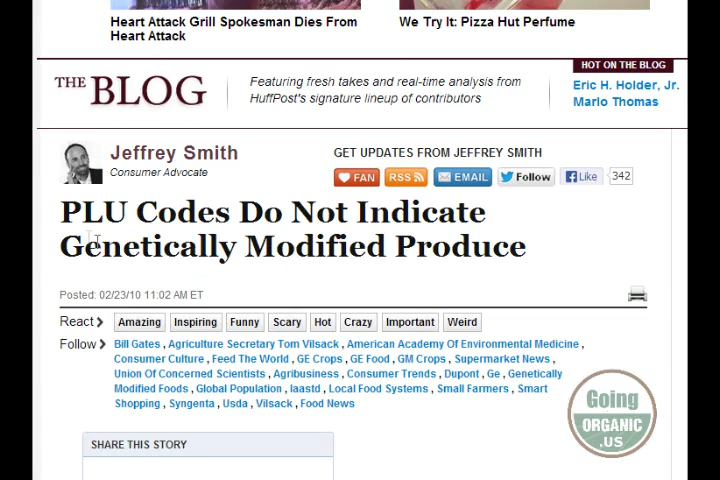 Heart Attack Grill Spokesman Dies From
Heart Attack
We Try It: Pizza Hut Perfume
THE BLOG
Featuring fresh takes and real-time analysis from
HuffPost's signature lineup of contributors
HOT ON THE BLOG
Eric H. Holder, Jr.
Marlo Thomas
Jeffrey Smith
Consumer Advocate
GET UPDATES FROM JEFFREY SMITH
FAN RSS EMAIL Follow Like 342
PLU Codes Do Not Indicate
Genetically Modified Produce
Posted: 02/23/10 11:02 AM ET
React Amazing Inspiring Funny Scary Hot Crazy Important Weird
Follow Bill Gates , Agriculture Secretary Tom Vilsack , American Academy Of Environmental Medicine ,
Consumer Culture , Feed The World , GE Crops , GE Food , GM Crops , Supermarket News ,
Union Of Concerned Scientists , Agribusiness , Consumer Trends , Dupont , Ge , Genetically
Modified Foods , Global Population , Iaastd , Local Food Systems , Small Farmers , Smart
Shopping , Syngenta , Usda , Vilsack , Food News
Going
ORGANIC
.US
SHARE THIS STORY